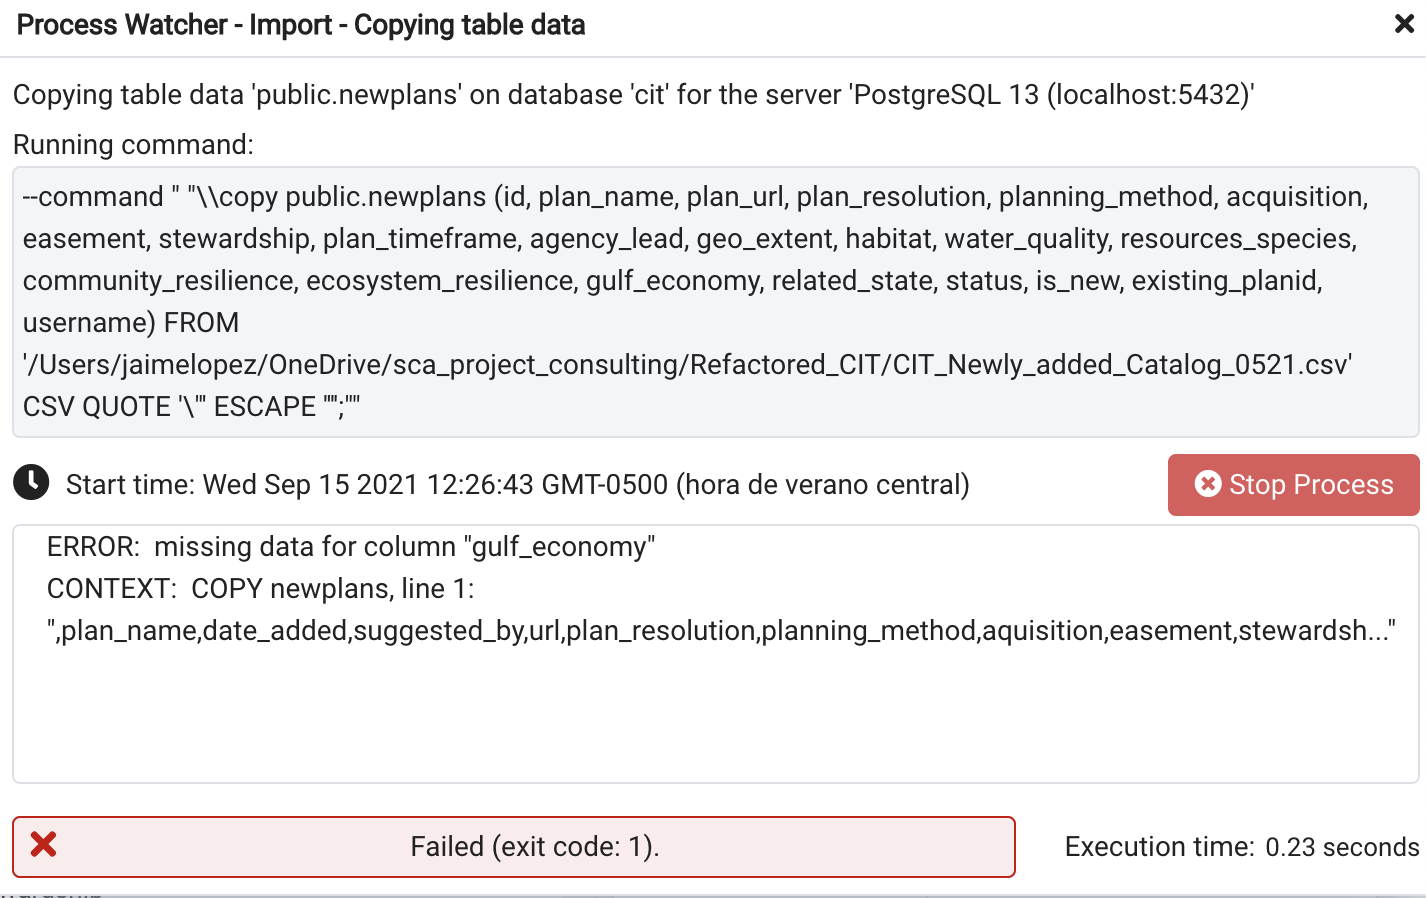 Process Watcher - Import - Copying table data
Copying table data 'public.newplans' on database 'cit' for the server 'PostgreSQL 13 (localhost:5432)'
Running command:
--command " "\\copy public.newplans (id, plan_name, plan_url, plan_resolution, planning_method, acquisition,
easement, stewardship, plan_timeframe, agency_lead, geo_extent, habitat, water_quality, resources_species,
community_resilience, ecosystem_resilience, gulf_economy, related_state, status, is_new, existing_planid,
username) FROM
'/Users/jaimelopez/OneDrive/sca_project_consulting/Refactored_CIT/CIT_Newly_added_Catalog_0521.csv'
CSV QUOTE '\"' ESCAPE '''';""
Start time: Wed Sep 15 2021 12:26:43 GMT-0500 (hora de verano central)
Stop Process
ERROR:  missing data for column "gulf_economy"
CONTEXT:  COPY newplans, line 1:
",plan_name,date_added,suggested_by,url,plan_resolution,planning_method,aquisition,easement,stewardsh..."
Failed (exit code: 1).
Execution time: 0.23 seconds